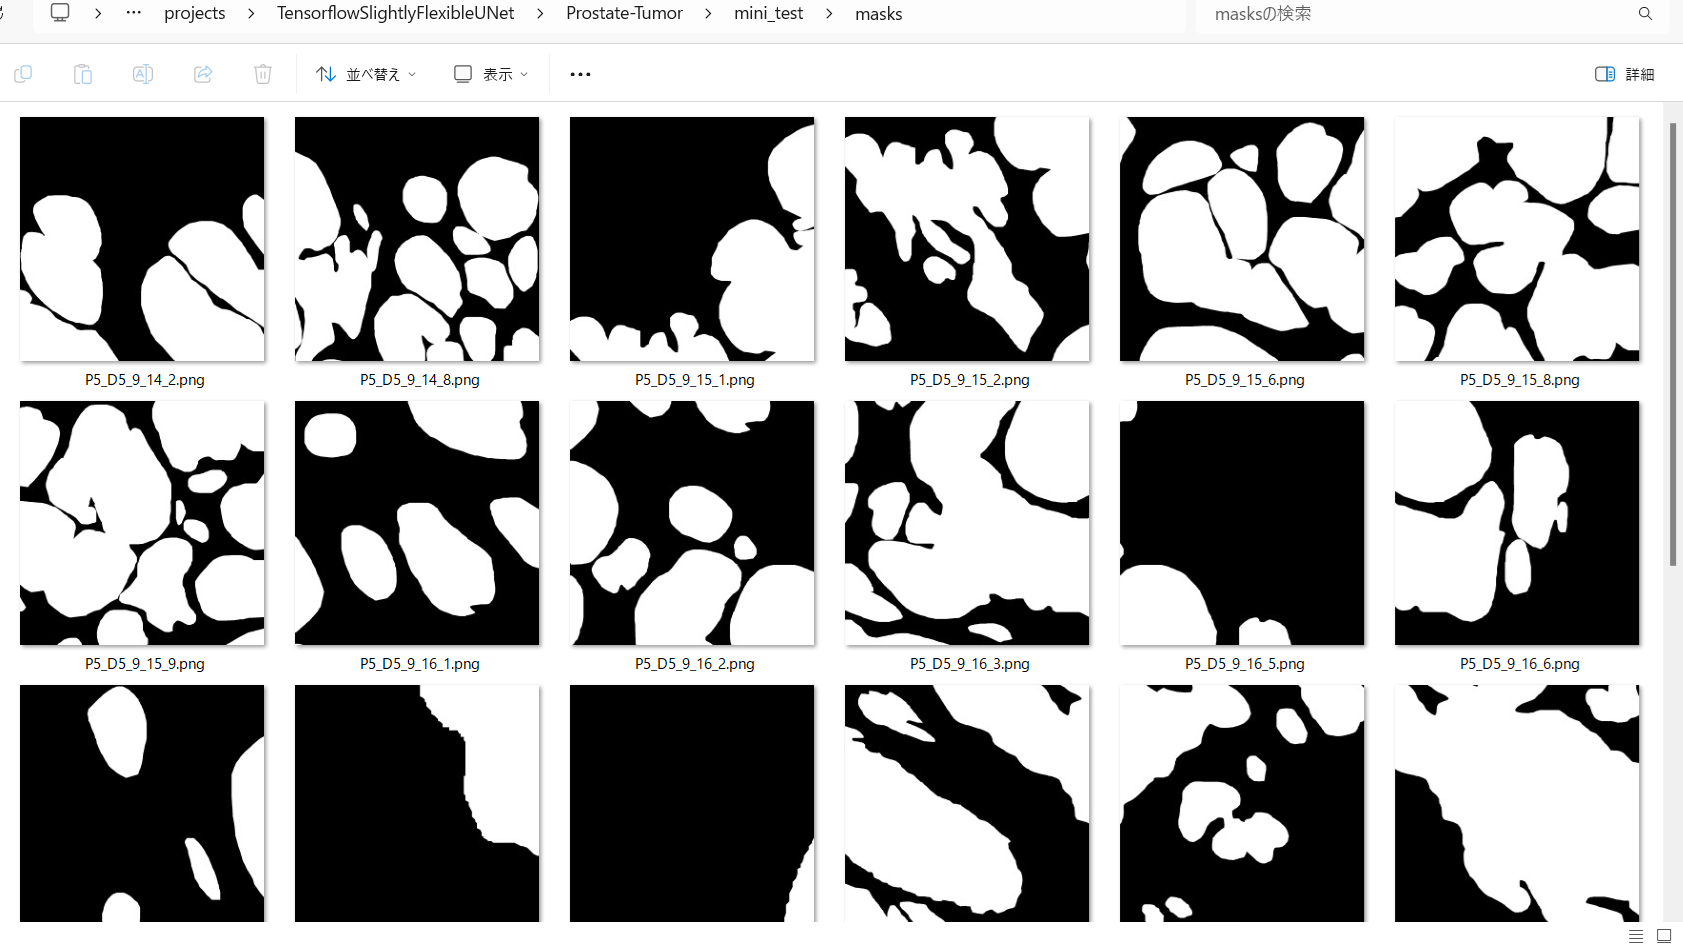 projects > TensorflowSlightlyFlexibleUNet > Prostate-Tumor > mini_test > masks
masksの検索
並べ替え 表示 詳細
P5_D5_9_14_2.png P5_D5_9_14_8.png P5_D5_9_15_1.png P5_D5_9_15_2.png P5_D5_9_15_6.png P5_D5_9_15_8.png
P5_D5_9_15_9.png P5_D5_9_16_1.png P5_D5_9_16_2.png P5_D5_9_16_3.png P5_D5_9_16_5.png P5_D5_9_16_6.png